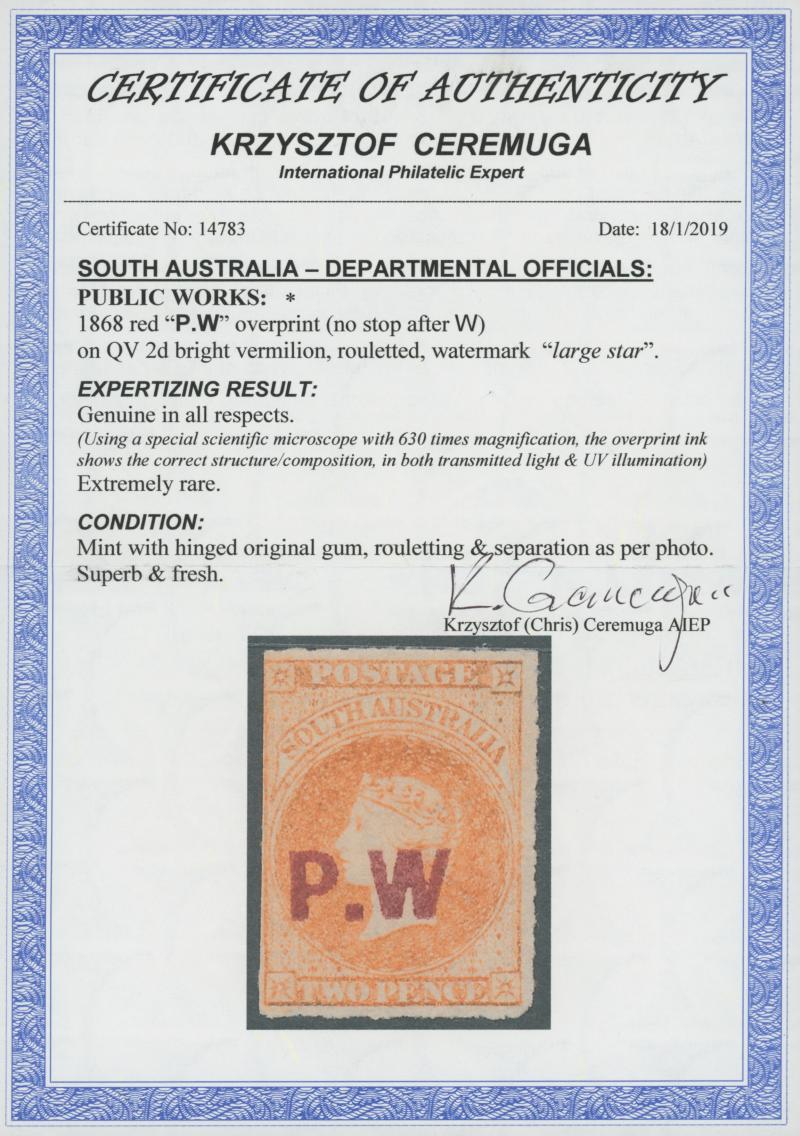 CERTIFICATE OF AUTHENTICITY
KRZYSZTOF CEREMUGA
International Philatelic Expert
Certificate No: 14783 Date: 18/1/2019
SOUTH AUSTRALIA – DEPARTMENTAL OFFICIALS:
PUBLIC WORKS: *
1868 red “P.W” overprint (no stop after W)
on QV 2d bright vermilion, rouletted, watermark “large star”.
EXPERTIZING RESULT:
Genuine in all respects.
(Using a special scientific microscope with 630 times magnification, the overprint ink
shows the correct structure/composition, in both transmitted light & UV illumination)
Extremely rare.
CONDITION:
Mint with hinged original gum, rouletting & separation as per photo.
Superb & fresh.
K. Ceremuga
Krzysztof (Chris) Ceremuga AIEP
POSTAGE
SOUTH AUSTRALIA
P.W
TWO PENCE